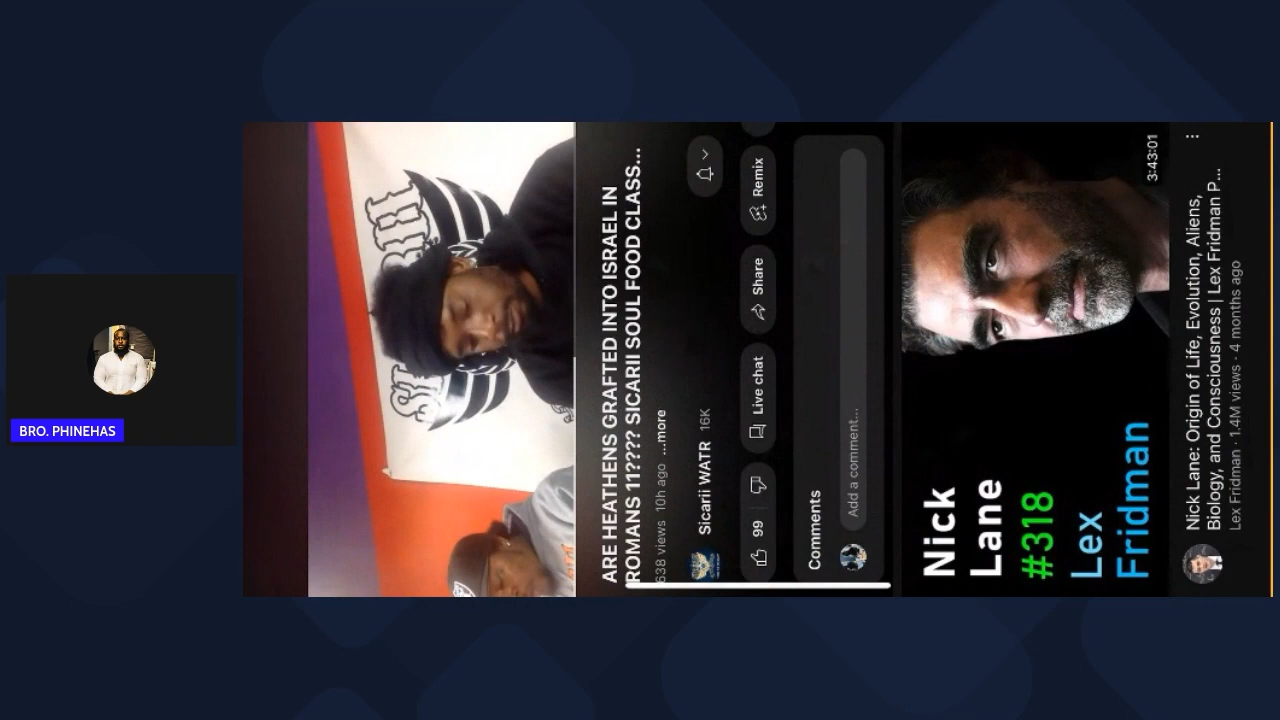 BRO. PHINEHAS
ARE HEATHENS GRAFTED INTO ISRAEL IN
ROMANS 11???? SICARII SOUL FOOD CLASS...
638 views 10h ago ...more
Sicarii WATR 16K
99
Live chat
Share
Remix
Comments
Add a comment...
Nick
Lane
#318
Lex
Fridman
3:43:01
Nick Lane: Origin of Life, Evolution, Aliens,
Biology, and Consciousness | Lex Fridman P...
Lex Fridman · 1.4M views · 4 months ago